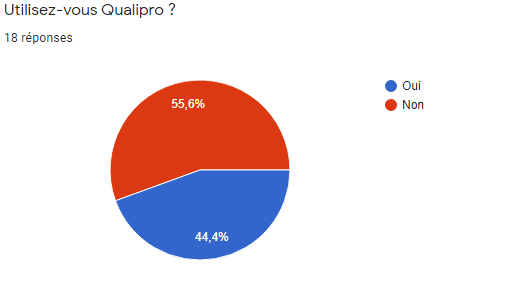 Utilisez-vous Qualipro ?
18 réponses
Oui
Non
55,6%
44,4%